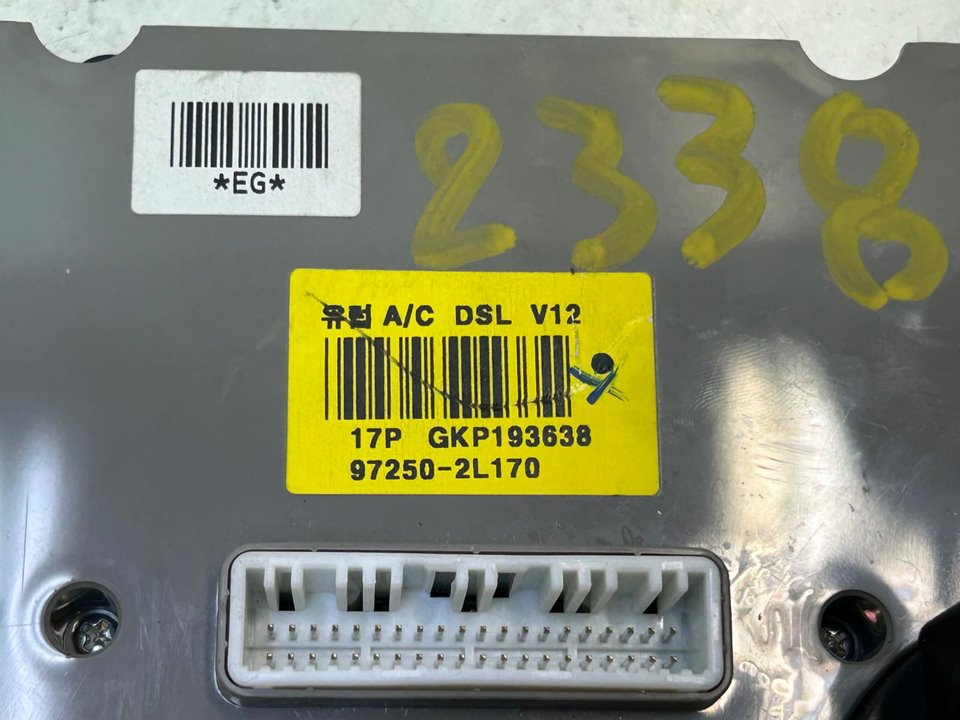 *EG*
2338
유럽 A/C DSL V12
17P GKP193638
97250-2L170